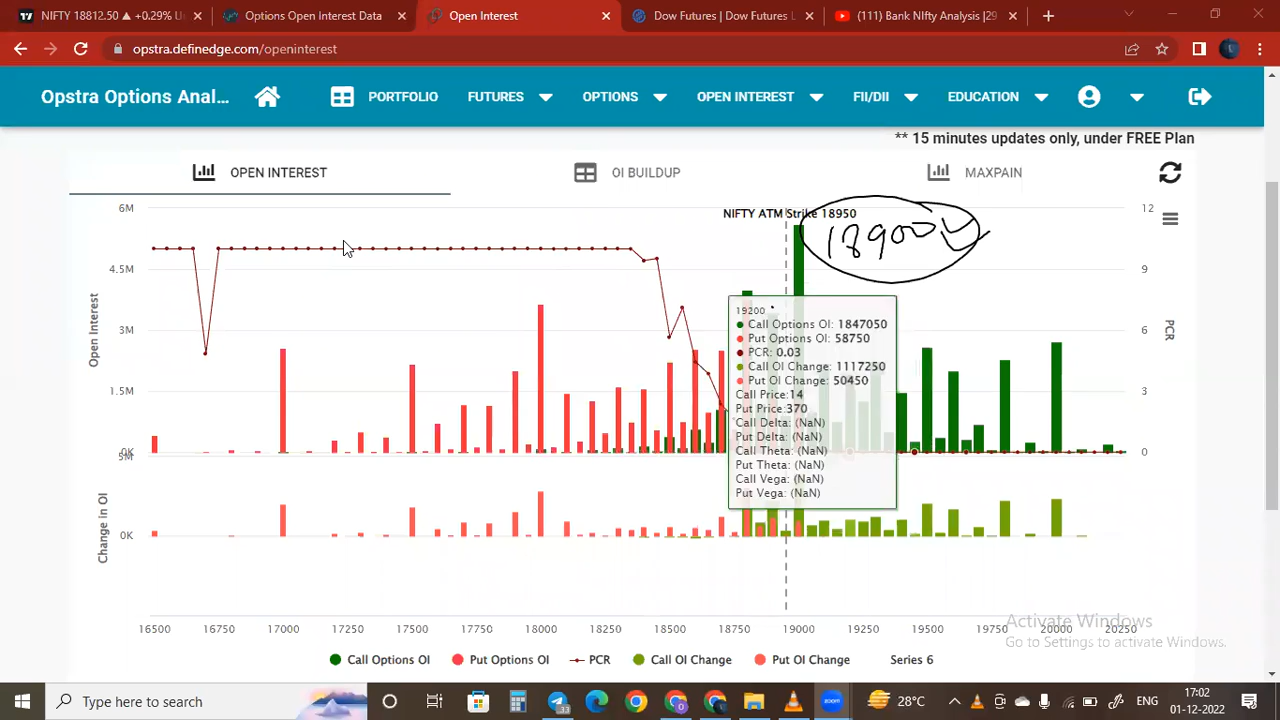 NIFTY 18812.50 ▲ +0.29% Un
Options Open Interest Data
Open Interest
Dow Futures | Dow Futures L
(111) Bank NIfty Analysis |29
opstra.definedge.com/openinterest
Opstra Options Anal...
PORTFOLIO
FUTURES
OPTIONS
OPEN INTEREST
FII/DII
EDUCATION
** 15 minutes updates only, under FREE Plan
OPEN INTEREST
OI BUILDUP
MAXPAIN
6M
NIFTY ATM Strike 18950
12
18900
4.5M
9
3M
6
1.5M
3
0K
0
Open Interest
PCR
19200
Call Options OI: 1847050
Put Options OI: 58750
PCR: 0.03
Call OI Change: 1117250
Put OI Change: 50450
Call Price:14
Put Price:370
Call Delta: (NaN)
Put Delta: (NaN)
Call Theta: (NaN)
Put Theta: (NaN)
Call Vega: (NaN)
Put Vega: (NaN)
Change in OI
0K
16500 16750 17000 17250 17500 17750 18000 18250 18500 18750 19000 19250 19500 19750 20000 20250
Activate Windows
Go to Settings to activate Windows.
Call Options OI
Put Options OI
PCR
Call OI Change
Put OI Change
Series 6
Type here to search
33
zoom
28°C
ENG
17:02
01-12-2022